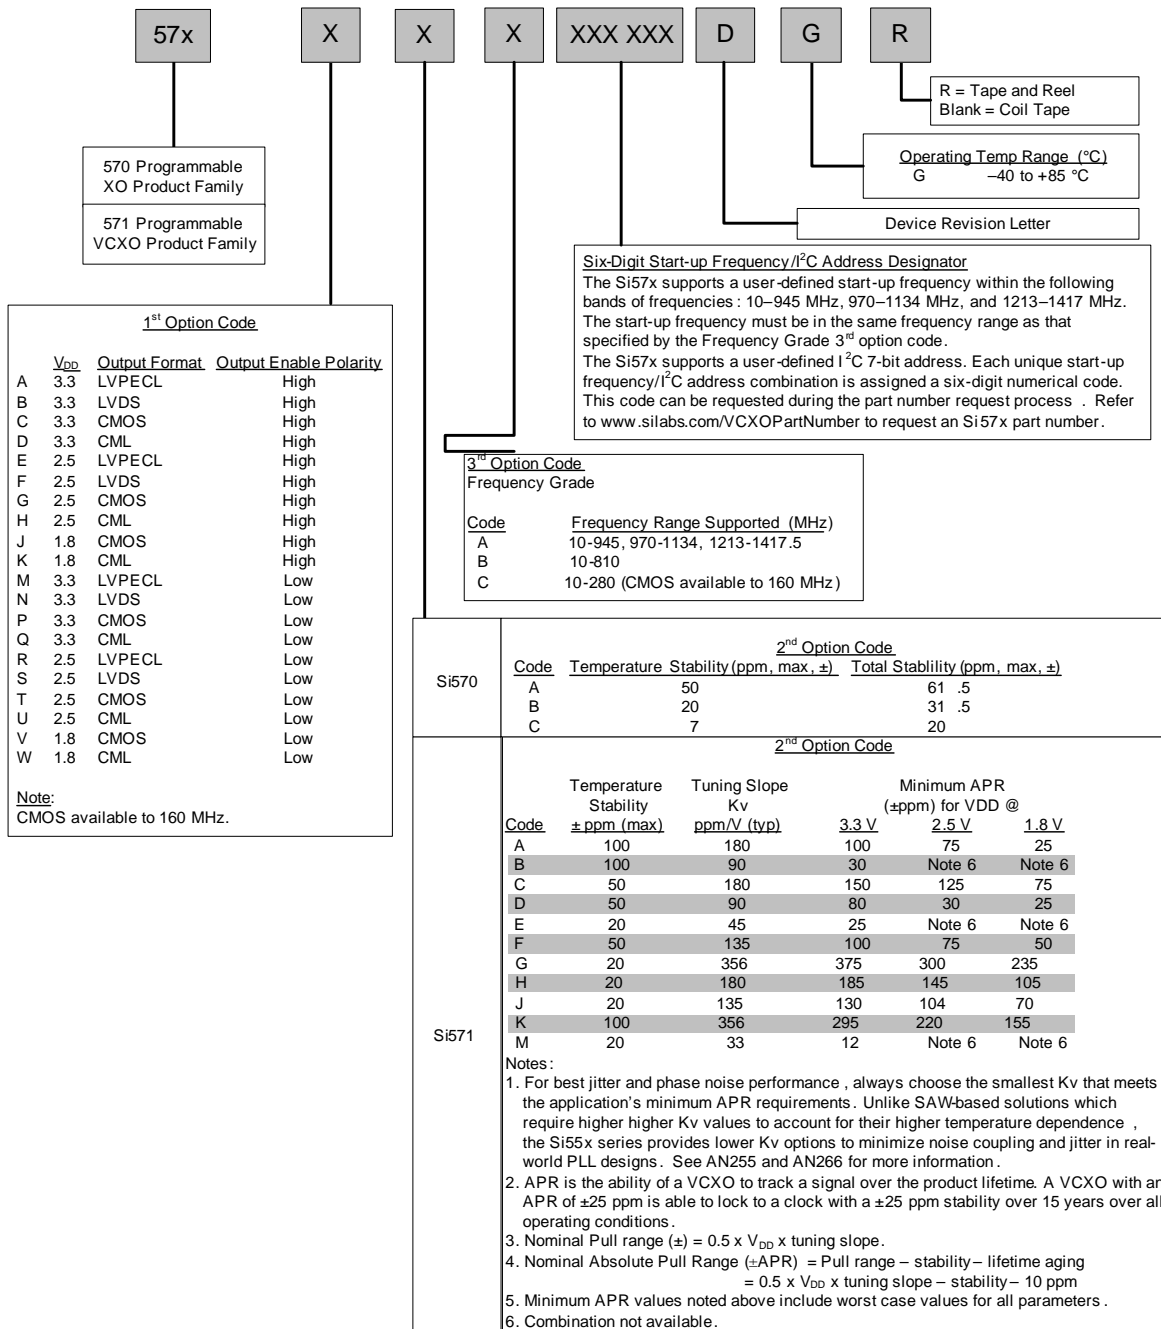 57x X X X XXX XXX D G R
R = Tape and Reel
Blank = Coil Tape
Operating Temp Range (°C)
G –40 to +85 °C
Device Revision Letter
570 Programmable
XO Product Family
571 Programmable
VCXO Product Family
Six-Digit Start-up Frequency/I²C Address Designator
The Si57x supports a user-defined start-up frequency within the following
bands of frequencies: 10–945 MHz, 970–1134 MHz, and 1213–1417 MHz.
The start-up frequency must be in the same frequency range as that
specified by the Frequency Grade 3rd option code.
The Si57x supports a user-defined I²C 7-bit address. Each unique start-up
frequency/I²C address combination is assigned a six-digit numerical code.
This code can be requested during the part number request process . Refer
to www.silabs.com/VCXOPartNumber to request an Si57x part number.
1st Option Code
VDD Output Format Output Enable Polarity
A 3.3 LVPECL High
B 3.3 LVDS High
C 3.3 CMOS High
D 3.3 CML High
E 2.5 LVPECL High
F 2.5 LVDS High
G 2.5 CMOS High
H 2.5 CML High
J 1.8 CMOS High
K 1.8 CML High
M 3.3 LVPECL Low
N 3.3 LVDS Low
P 3.3 CMOS Low
Q 3.3 CML Low
R 2.5 LVPECL Low
S 2.5 LVDS Low
T 2.5 CMOS Low
U 2.5 CML Low
V 1.8 CMOS Low
W 1.8 CML Low
Note:
CMOS available to 160 MHz.
3rd Option Code
Frequency Grade
Code Frequency Range Supported (MHz)
A 10-945, 970-1134, 1213-1417.5
B 10-810
C 10-280 (CMOS available to 160 MHz)
Si570
2nd Option Code
Code Temperature Stability (ppm, max, ±) Total Stablility (ppm, max, ±)
A 50 61 .5
B 20 31 .5
C 7 20
Si571
2nd Option Code
Temperature Tuning Slope Minimum APR
Stability Kv (±ppm) for VDD @
Code ± ppm (max) ppm/V (typ) 3.3 V 2.5 V 1.8 V
A 100 180 100 75 25
B 100 90 30 Note 6 Note 6
C 50 180 150 125 75
D 50 90 80 30 25
E 20 45 25 Note 6 Note 6
F 50 135 100 75 50
G 20 356 375 300 235
H 20 180 185 145 105
J 20 135 130 104 70
K 100 356 295 220 155
M 20 33 12 Note 6 Note 6
Notes:
1. For best jitter and phase noise performance , always choose the smallest Kv that meets
the application's minimum APR requirements. Unlike SAW-based solutions which
require higher higher Kv values to account for their higher temperature dependence ,
the Si55x series provides lower Kv options to minimize noise coupling and jitter in real-
world PLL designs. See AN255 and AN266 for more information.
2. APR is the ability of a VCXO to track a signal over the product lifetime. A VCXO with an
APR of ±25 ppm is able to lock to a clock with a ±25 ppm stability over 15 years over all
operating conditions.
3. Nominal Pull range (±) = 0.5 x VDD x tuning slope.
4. Nominal Absolute Pull Range (±APR) = Pull range – stability – lifetime aging
= 0.5 x VDD x tuning slope – stability – 10 ppm
5. Minimum APR values noted above include worst case values for all parameters.
6. Combination not available.